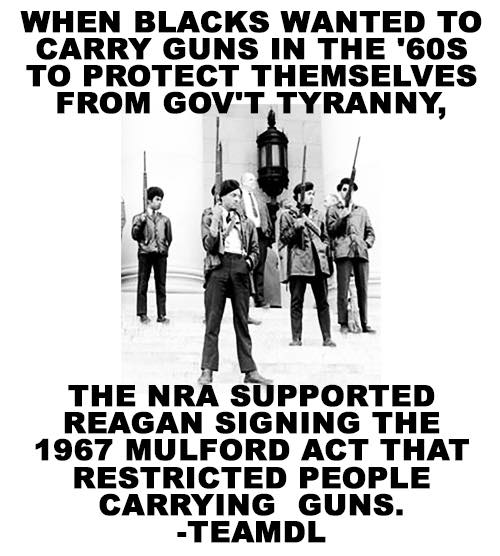 WHEN BLACKS WANTED TO
CARRY GUNS IN THE '60S
TO PROTECT THEMSELVES
FROM GOV'T TYRANNY,
THE NRA SUPPORTED
REAGAN SIGNING THE
1967 MULFORD ACT THAT
RESTRICTED PEOPLE
CARRYING GUNS.
-TEAMDL